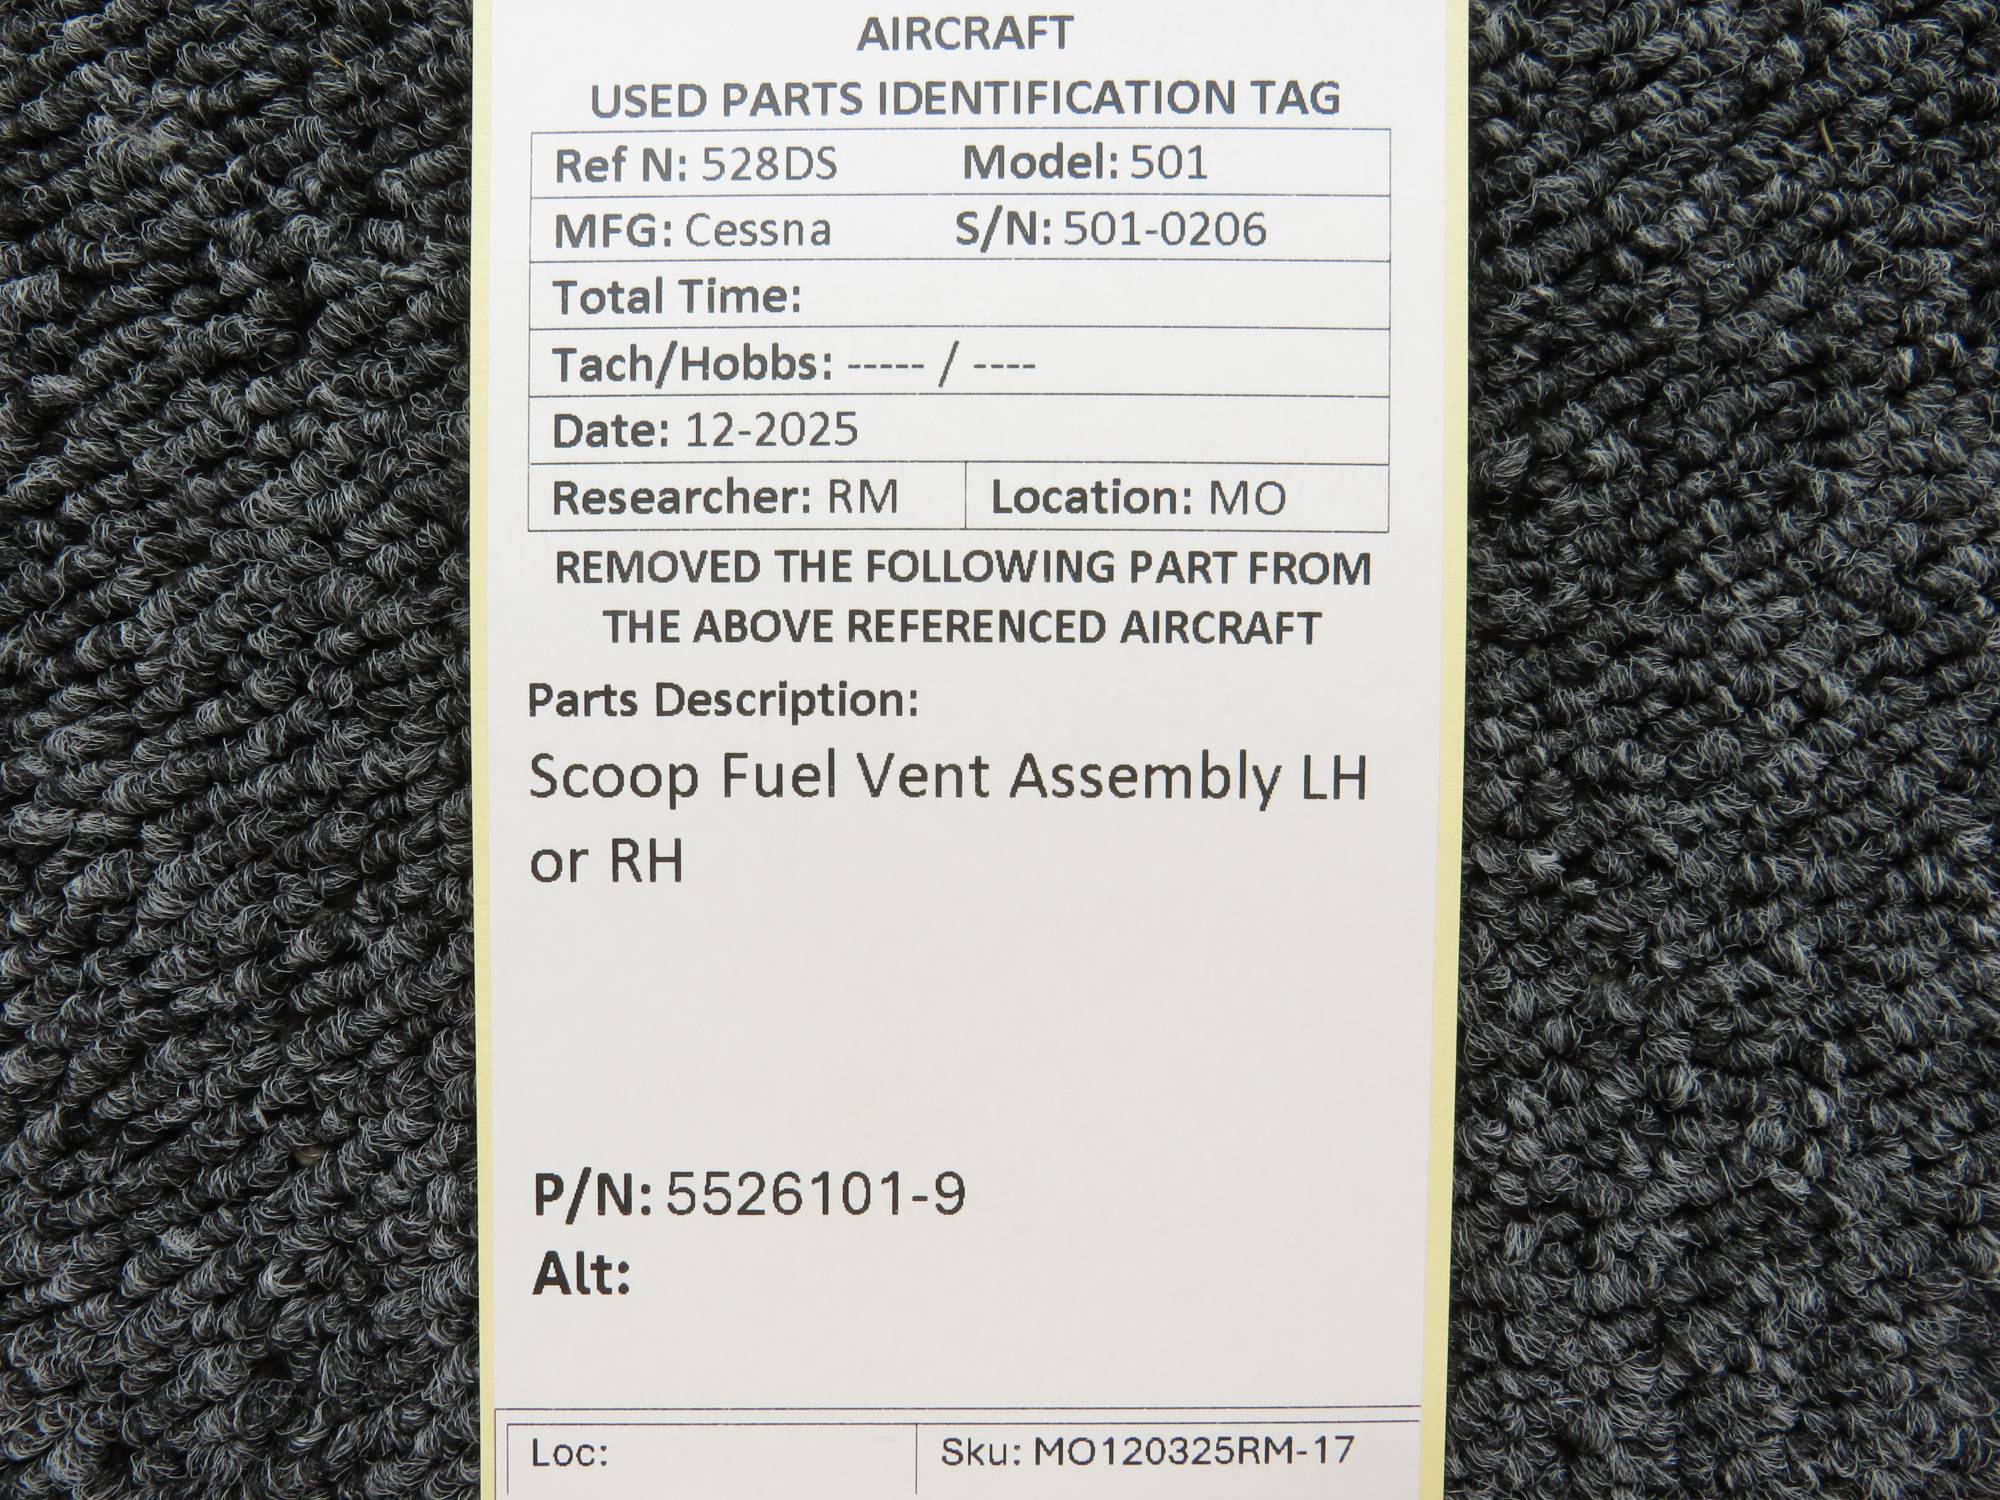 AIRCRAFT
USED PARTS IDENTIFICATION TAG
Ref N: 528DS Model: 501
MFG: Cessna S/N: 501-0206
Total Time:
Tach/Hobbs: ----- / ----
Date: 12-2025
Researcher: RM Location: MO
REMOVED THE FOLLOWING PART FROM
THE ABOVE REFERENCED AIRCRAFT
Parts Description:
Scoop Fuel Vent Assembly LH
or RH
P/N: 5526101-9
Alt:
Loc: Sku: MO120325RM-17